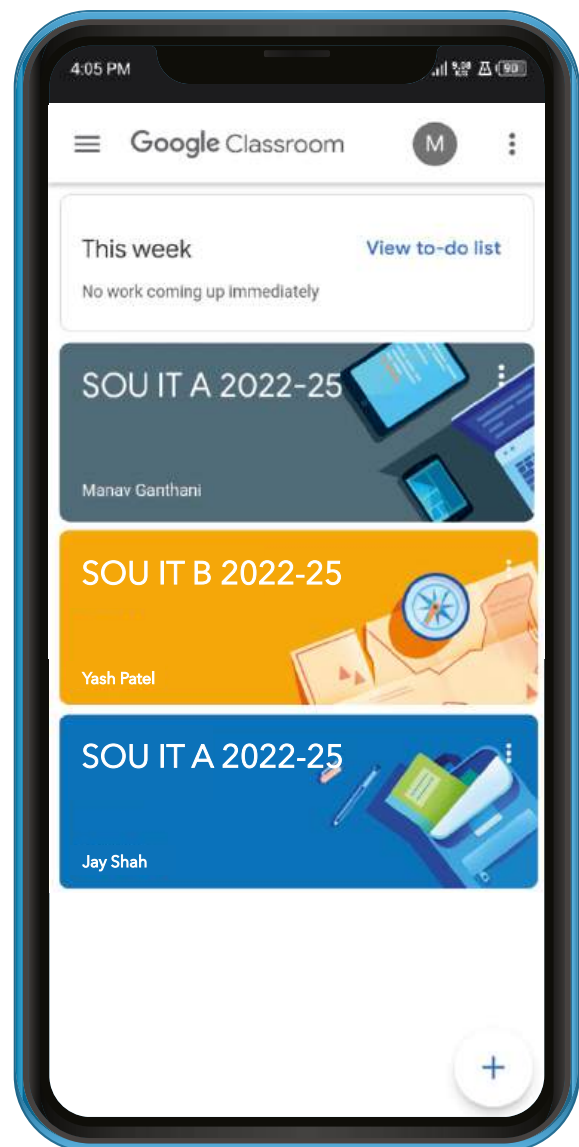 4:05 PM
90
Google Classroom
M
This week
View to-do list
No work coming up immediately
SOU IT A 2022-25
Manav Ganthani
SOU IT B 2022-25
Yash Patel
SOU IT A 2022-25
Jay Shah
+